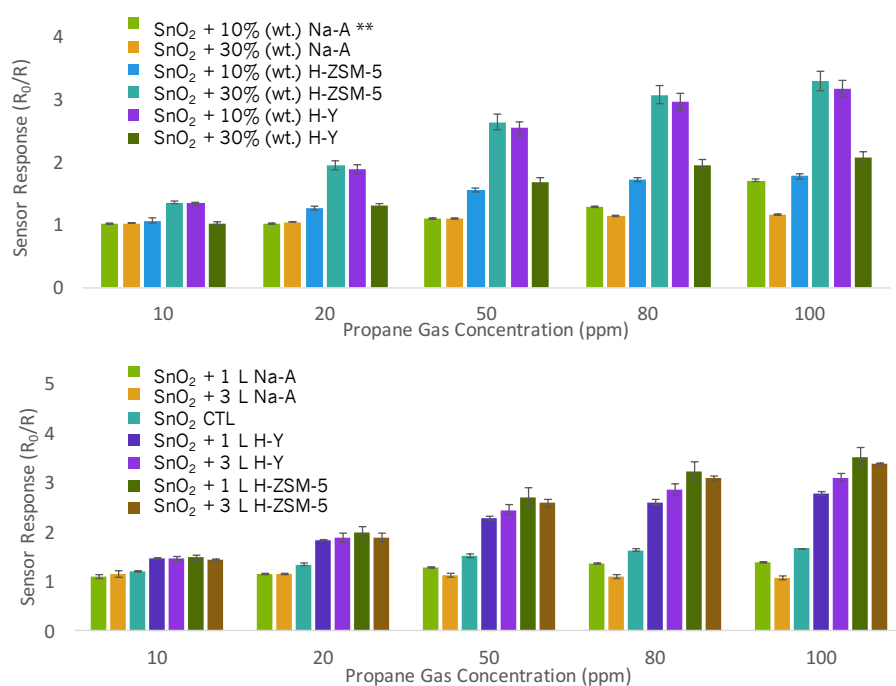 SnO₂ + 10% (wt.) Na-A **
SnO₂ + 30% (wt.) Na-A
SnO₂ + 10% (wt.) H-ZSM-5
SnO₂ + 30% (wt.) H-ZSM-5
SnO₂ + 10% (wt.) H-Y
SnO₂ + 30% (wt.) H-Y
Sensor Response (R₀/R)
4
3
2
1
0
10 20 50 80 100
Propane Gas Concentration (ppm)
SnO₂ + 1 L Na-A
SnO₂ + 3 L Na-A
SnO₂ CTL
SnO₂ + 1 L H-Y
SnO₂ + 3 L H-Y
SnO₂ + 1 L H-ZSM-5
SnO₂ + 3 L H-ZSM-5
Sensor Response (R₀/R)
5
4
3
2
1
0
10 20 50 80 100
Propane Gas Concentration (ppm)